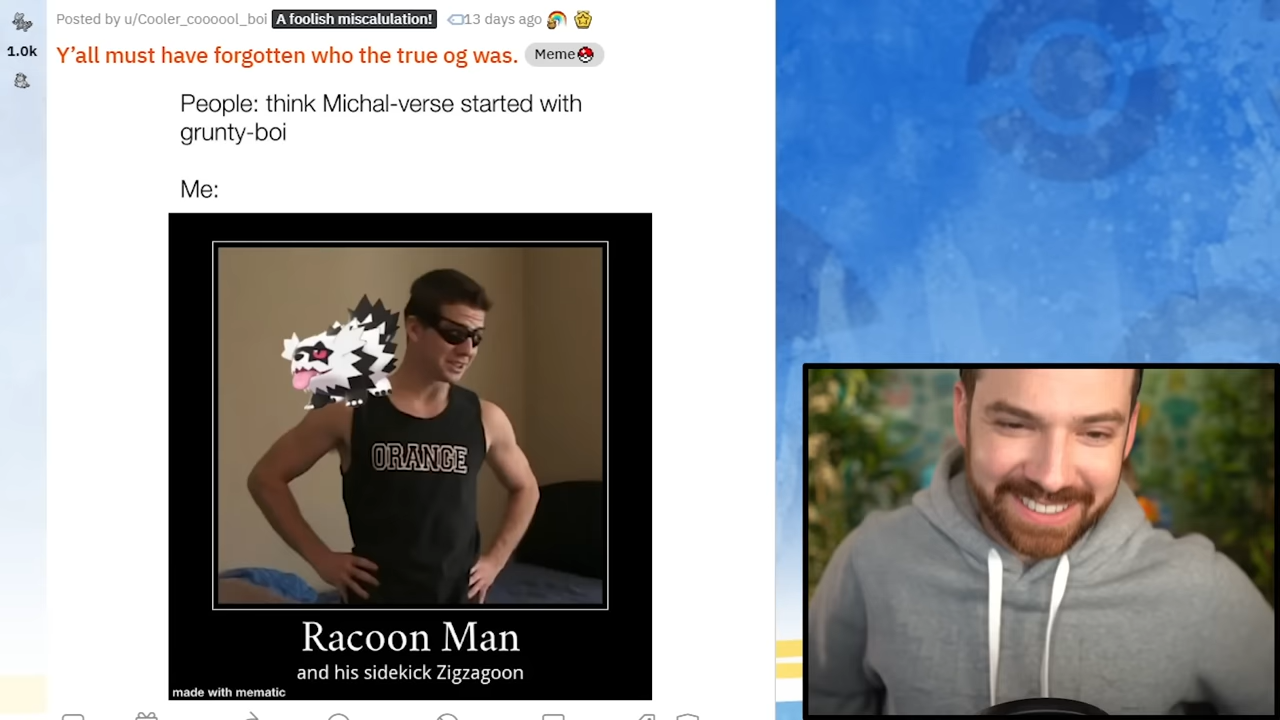 Posted by u/Cooler_coooool_boi A foolish miscalulation! 13 days ago
1.0k
Y’all must have forgotten who the true og was. Meme
People: think Michal-verse started with
grunty-boi
Me:
ORANGE
Racoon Man
and his sidekick Zigzagoon
made with mematic